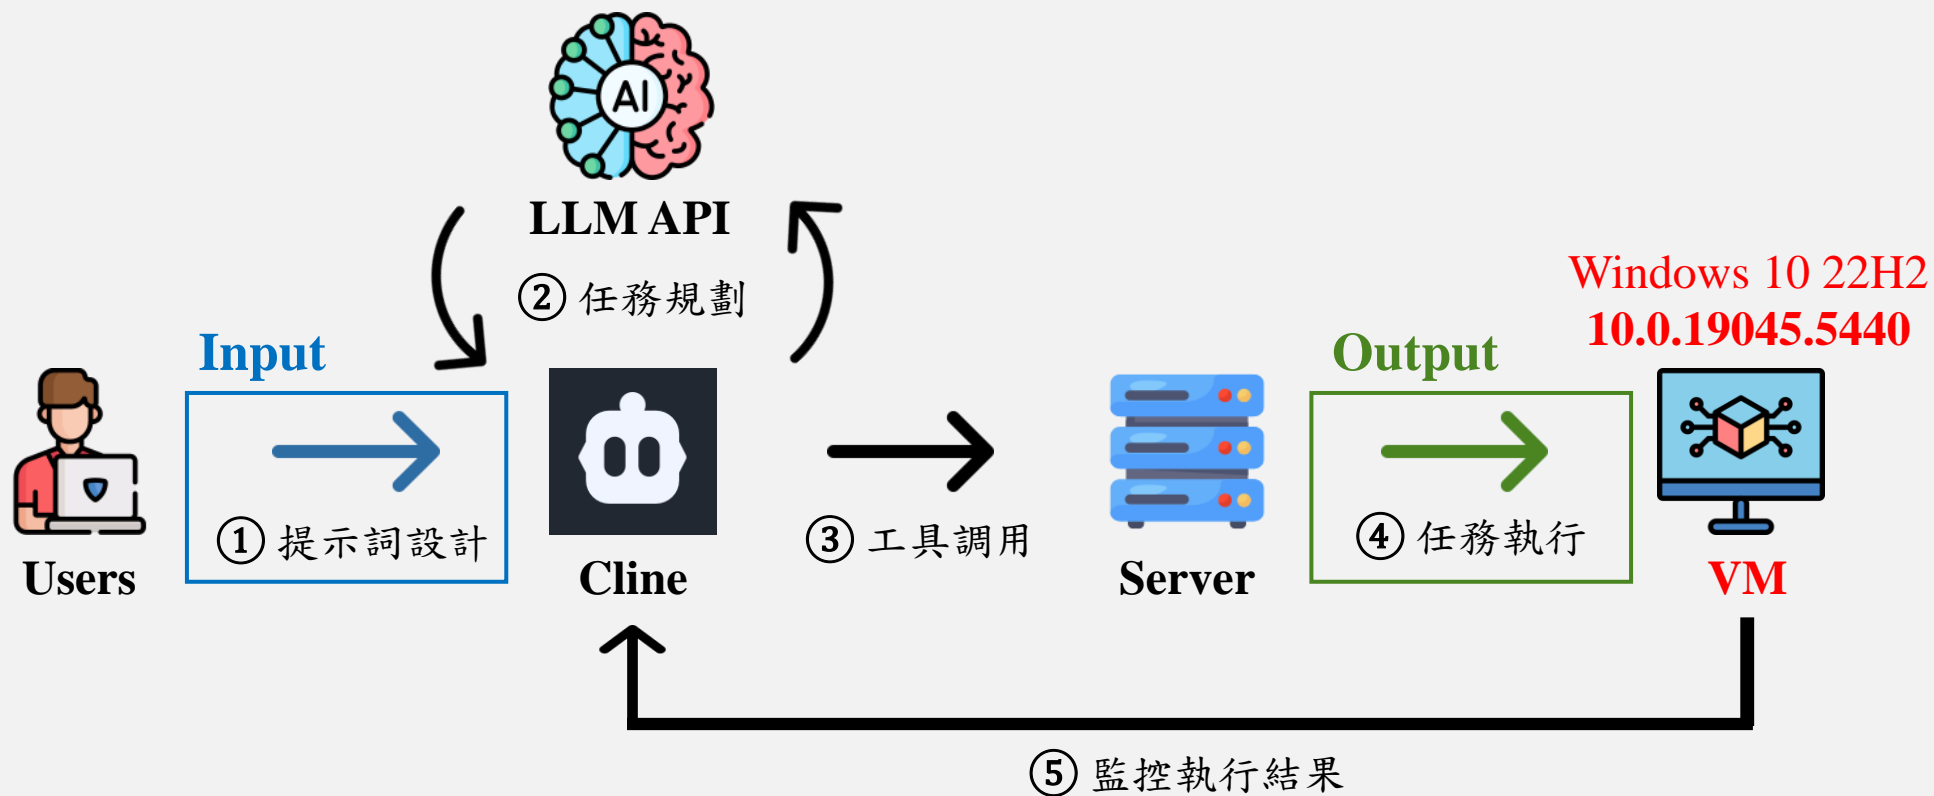 AI
LLM API
② 任務規劃
Windows 10 22H2
10.0.19045.5440
Input
Output
① 提示詞設計
③ 工具調用
④ 任務執行
Users
Cline
Server
VM
⑤ 監控執行結果